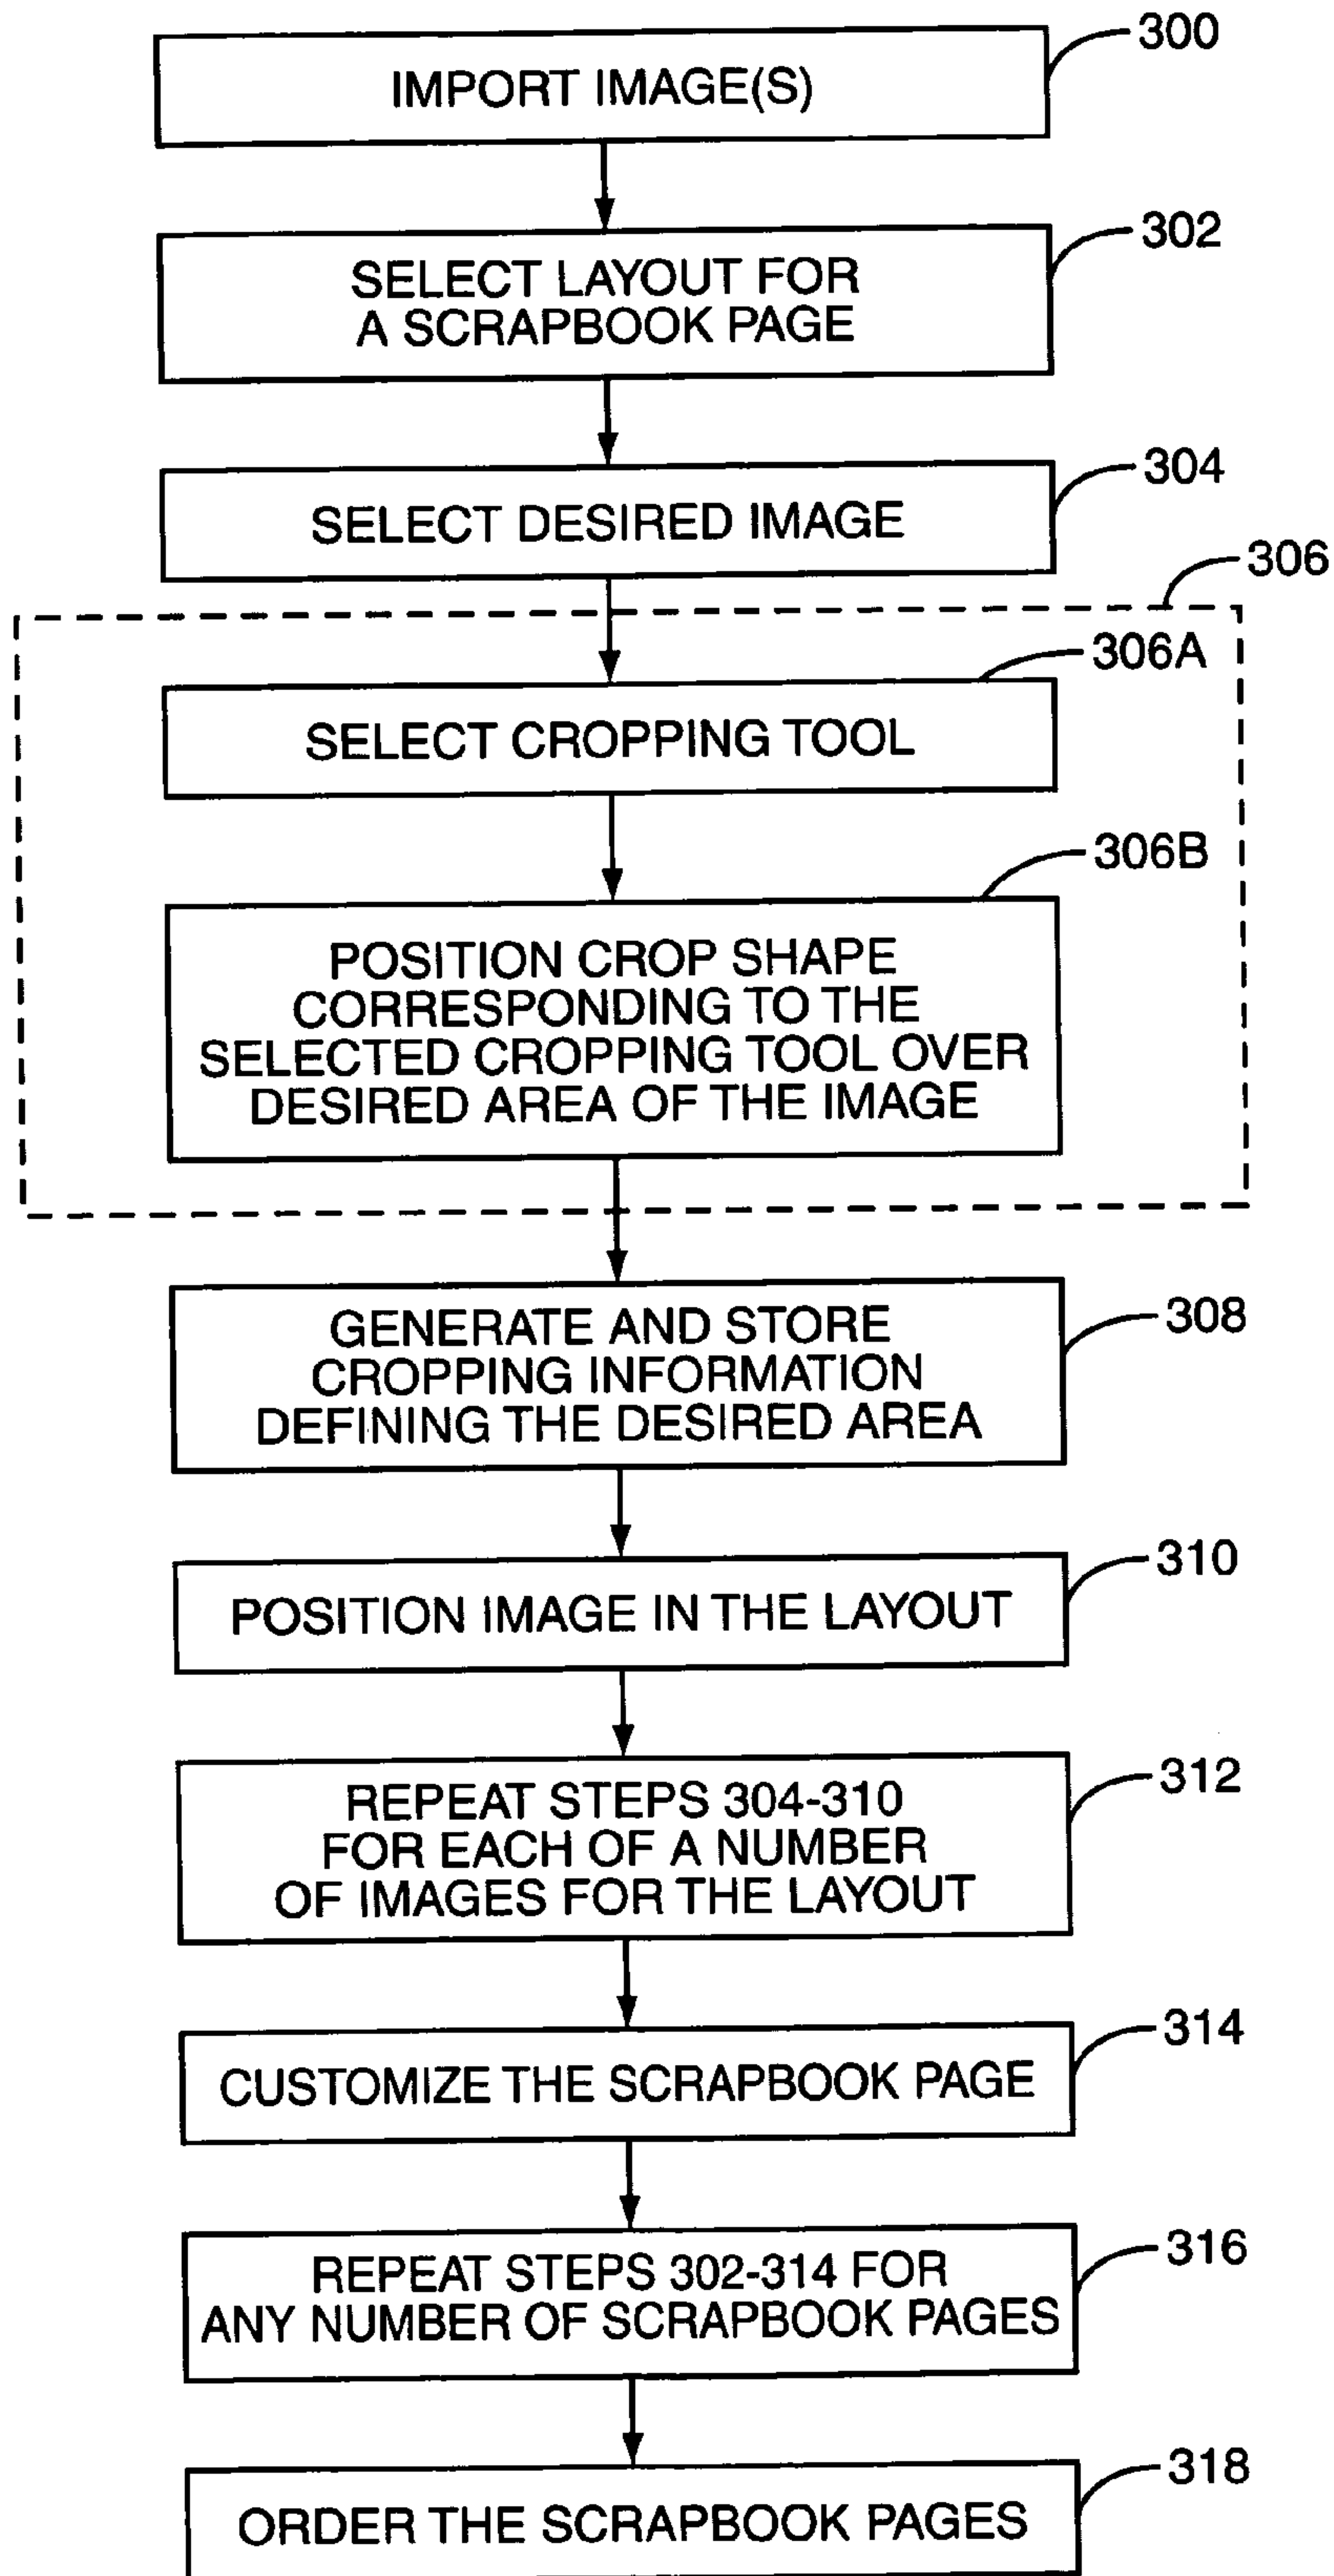 300
IMPORT IMAGE(S)
302
SELECT LAYOUT FOR
A SCRAPBOOK PAGE
304
SELECT DESIRED IMAGE
306
306A
SELECT CROPPING TOOL
306B
POSITION CROP SHAPE
CORRESPONDING TO THE
SELECTED CROPPING TOOL OVER
DESIRED AREA OF THE IMAGE
308
GENERATE AND STORE
CROPPING INFORMATION
DEFINING THE DESIRED AREA
310
POSITION IMAGE IN THE LAYOUT
312
REPEAT STEPS 304-310
FOR EACH OF A NUMBER
OF IMAGES FOR THE LAYOUT
314
CUSTOMIZE THE SCRAPBOOK PAGE
316
REPEAT STEPS 302-314 FOR
ANY NUMBER OF SCRAPBOOK PAGES
318
ORDER THE SCRAPBOOK PAGES